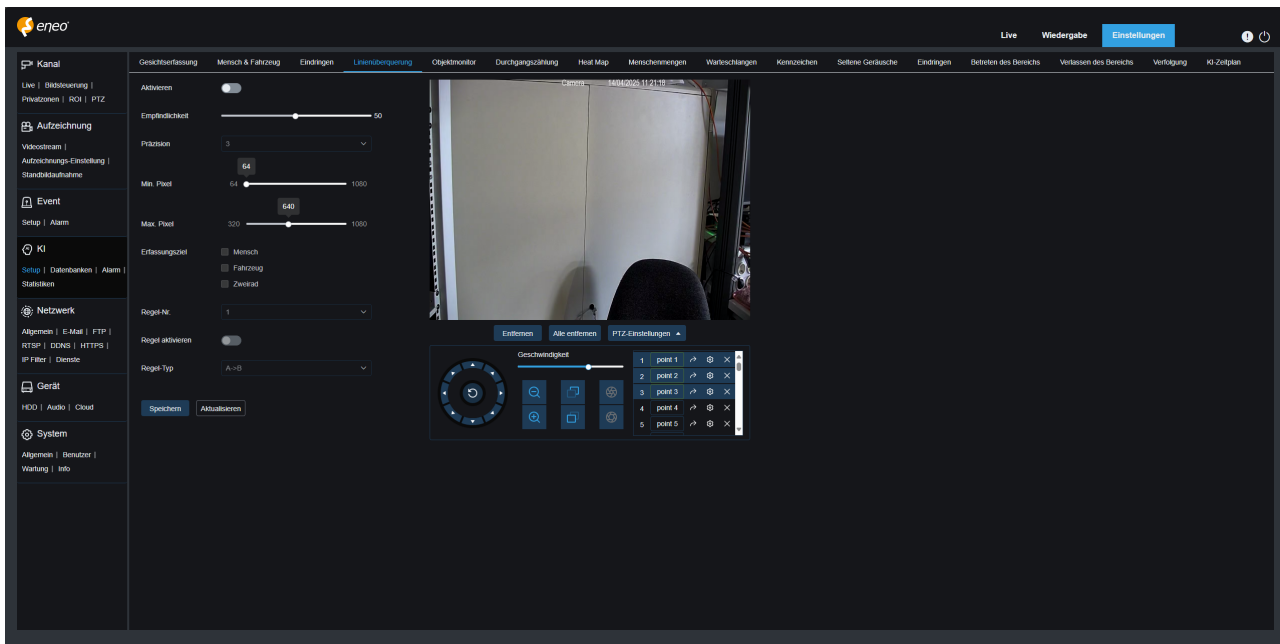 eneo
Live Wiedergabe Einstellungen
Kanal
Live | Bildsteuerung |
Privatzonen | ROI | PTZ
Aufzeichnung
Videostream |
Aufzeichnungs-Einstellung |
Standbildaufnahme
Event
Setup | Alarm
KI
Setup | Datenbanken | Alarm |
Statistiken
Netzwerk
Allgemein | E-Mail | FTP |
RTSP | DDNS | HTTPS |
IP Filter | Dienste
Gerät
HDD | Audio | Cloud
System
Allgemein | Benutzer |
Wartung | Info
Gesichtserfassung Mensch & Fahrzeug Eindringen Linienüberquerung Objektmonitor Durchgangszählung Heat Map Menschenmengen Warteschlangen Kennzeichen Seltene Geräusche Eindringen Betreten des Bereichs Verlassen des Bereichs Verfolgung KI-Zeitplan
Aktivieren
Empfindlichkeit 50
Präzision 3
64
Min. Pixel 64 1080
640
Max. Pixel 320 1080
Erfassungsziel Mensch
Fahrzeug
Zweirad
Regel-Nr. 1
Regel aktivieren
Regel-Typ A->B
Speichern Aktualisieren
Camera 14/04/2025 11:21:18
Entfernen Alle entfernen PTZ-Einstellungen
Geschwindigkeit
1 point 1
2 point 2
3 point 3
4 point 4
5 point 5